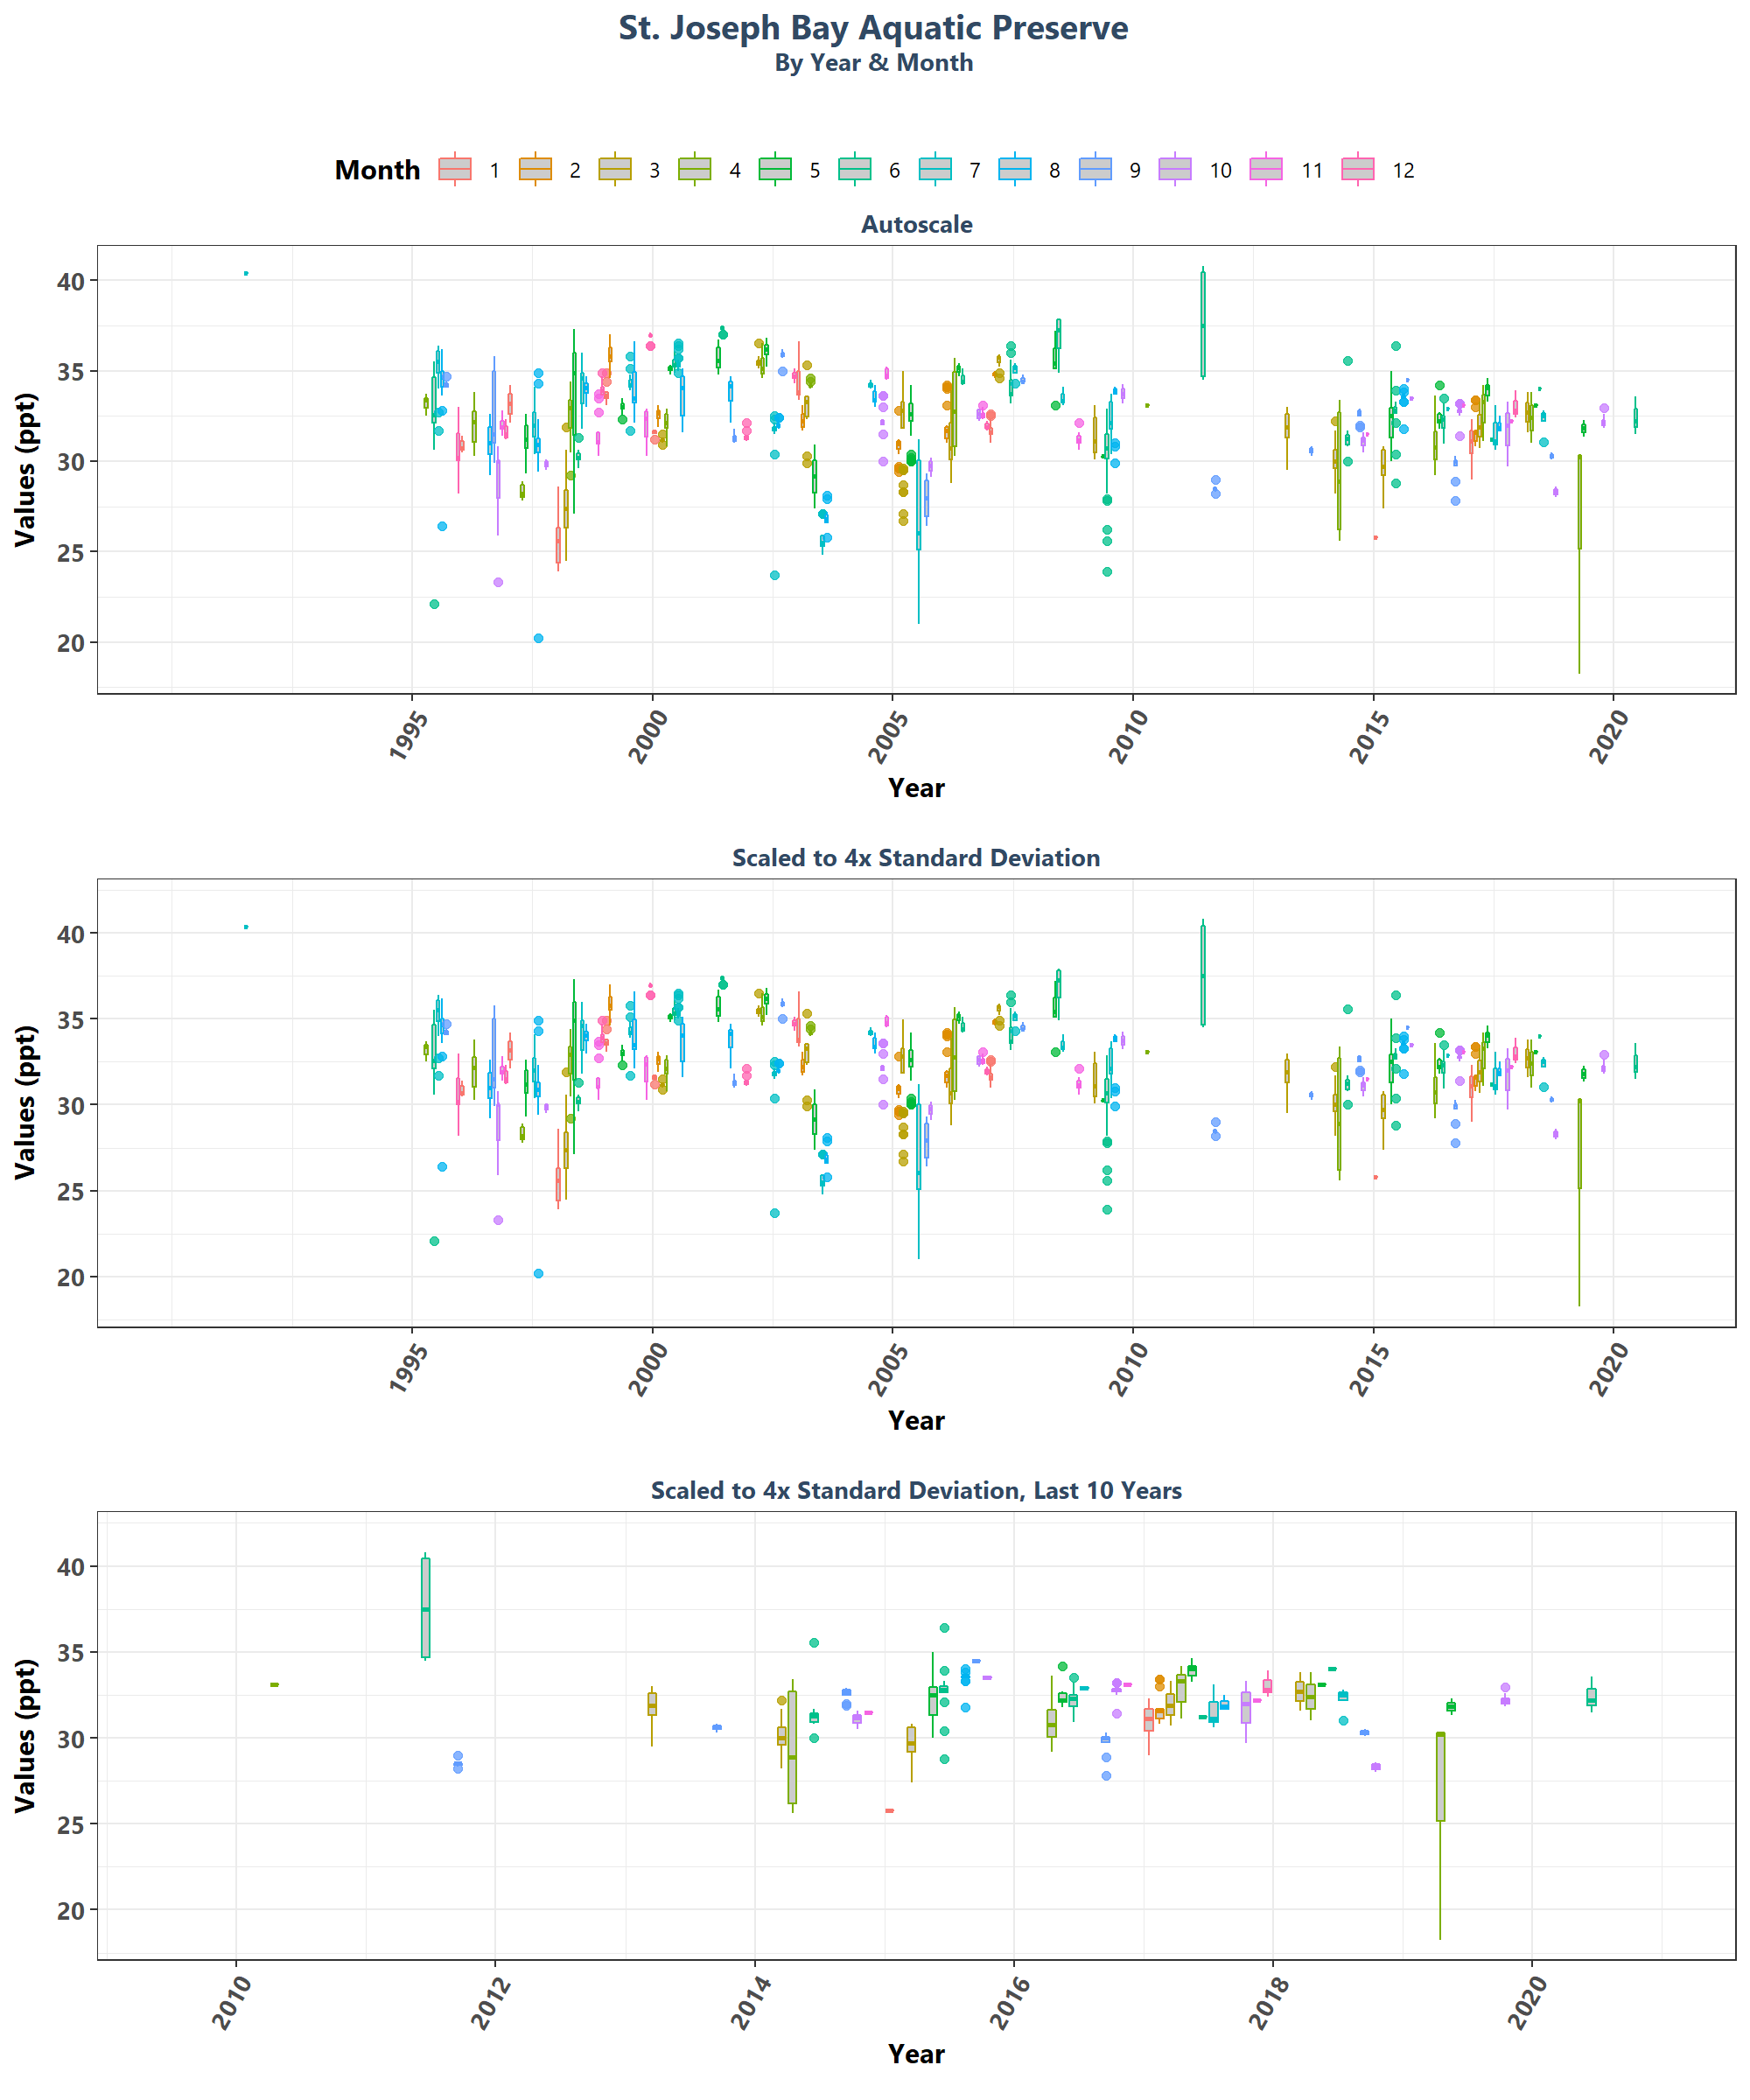 St. Joseph Bay Aquatic Preserve
By Year & Month
Month 1 2 3 4 5 6 7 8 9 10 11 12
Autoscale
Values (ppt)
40
35
30
25
20
1995 2000 2005 2010 2015 2020
Year
Scaled to 4x Standard Deviation
Values (ppt)
40
35
30
25
20
1995 2000 2005 2010 2015 2020
Year
Scaled to 4x Standard Deviation, Last 10 Years
Values (ppt)
40
35
30
25
20
2010 2012 2014 2016 2018 2020
Year